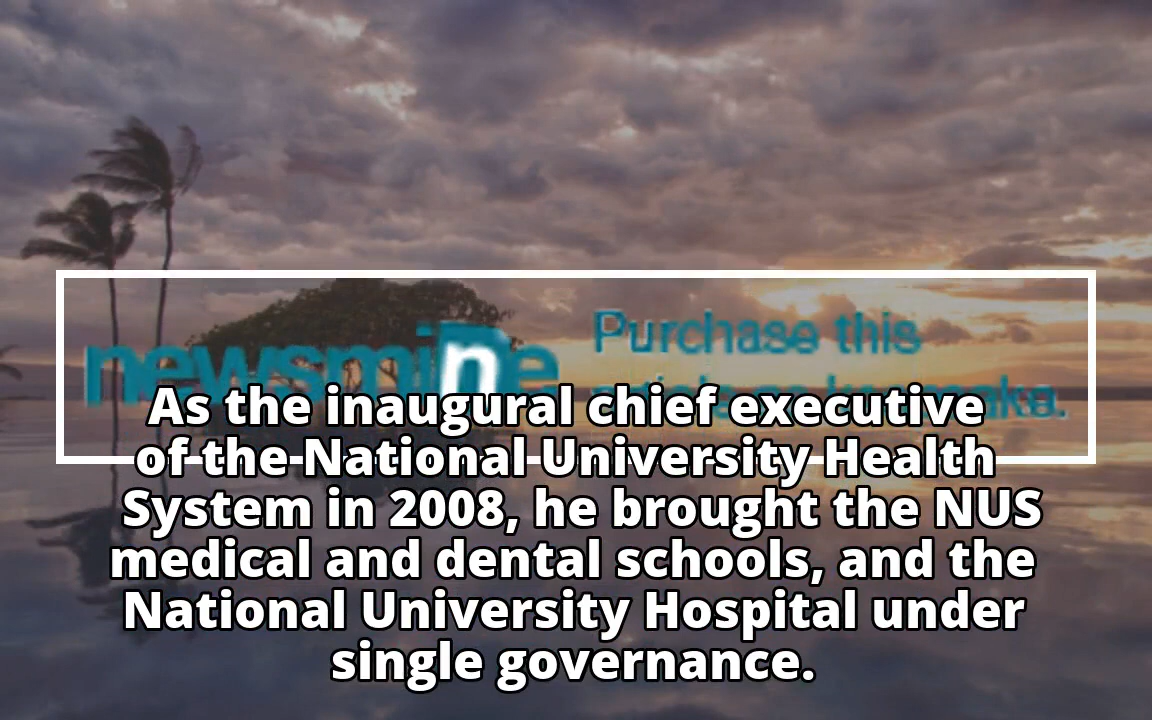 newsmine
Purchase this
As the inaugural chief executive
of the National University Health
System in 2008, he brought the NUS
medical and dental schools, and the
National University Hospital under
single governance.